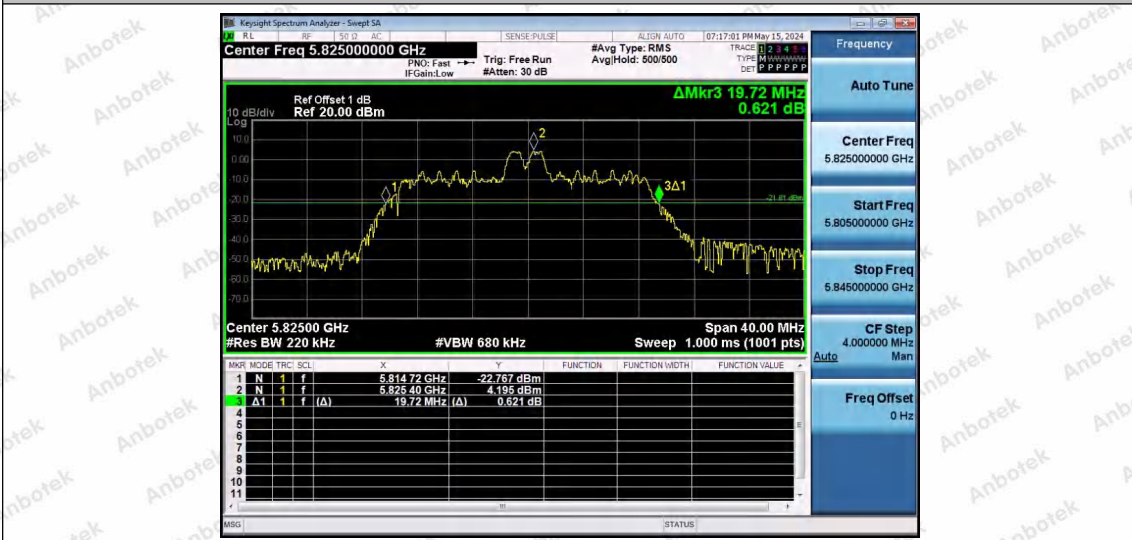 Keysight Spectrum Analyzer - Swept SA
RL RF 50 Ω AC SENSE:PULSE ALIGN AUTO 07:17:01 PM May 15, 2024
Center Freq 5.825000000 GHz
PNO: Fast
IFGain:Low
Trig: Free Run
#Atten: 30 dB
#Avg Type: RMS
Avg|Hold: 500/500
TRACE 1 2 3 4 5 6
TYPE M W W W W W
DET P P P P P P
Frequency
Auto Tune
Center Freq
5.825000000 GHz
Start Freq
5.805000000 GHz
Stop Freq
5.845000000 GHz
CF Step
4.000000 MHz
Auto Man
Freq Offset
0 Hz
ΔMkr3 19.72 MHz
0.621 dB
Ref Offset 1 dB
10 dB/div Ref 20.00 dBm
Log
10.0
0.00
-10.0
-20.0
-30.0
-40.0
-50.0
-60.0
-70.0
1
2
3Δ1
-21.81 dBm
Center 5.82500 GHz Span 40.00 MHz
#Res BW 220 kHz #VBW 680 kHz Sweep 1.000 ms (1001 pts)
MKR MODE TRC SCL X Y FUNCTION FUNCTION WIDTH FUNCTION VALUE
1 N 1 f 5.814 72 GHz -22.767 dBm
2 N 1 f 5.825 40 GHz 4.195 dBm
3 Δ1 1 f (Δ) 19.72 MHz (Δ) 0.621 dB
4
5
6
7
8
9
10
11
MSG STATUS
Anbotek